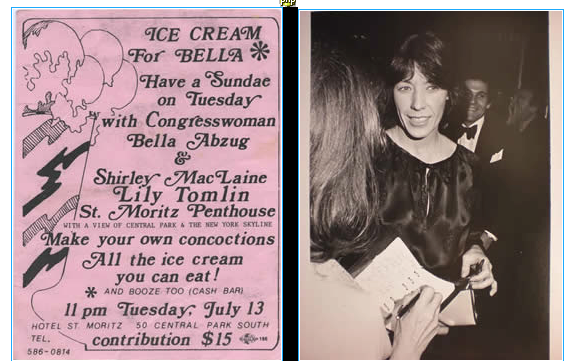 ICE CREAM
For BELLA *
Have a Sundae
on Tuesday
with Congresswoman
Bella Abzug
&
Shirley MacLaine
Lily Tomlin
St. Moritz Penthouse
WITH A VIEW OF CENTRAL PARK & THE NEW YORK SKYLINE
Make your own concoctions
All the ice cream
you can eat!
* AND BOOZE TOO (CASH BAR)
11 pm Tuesday, July 13
HOTEL ST. MORITZ 50 CENTRAL PARK SOUTH
TEL. contribution $15
586-0814